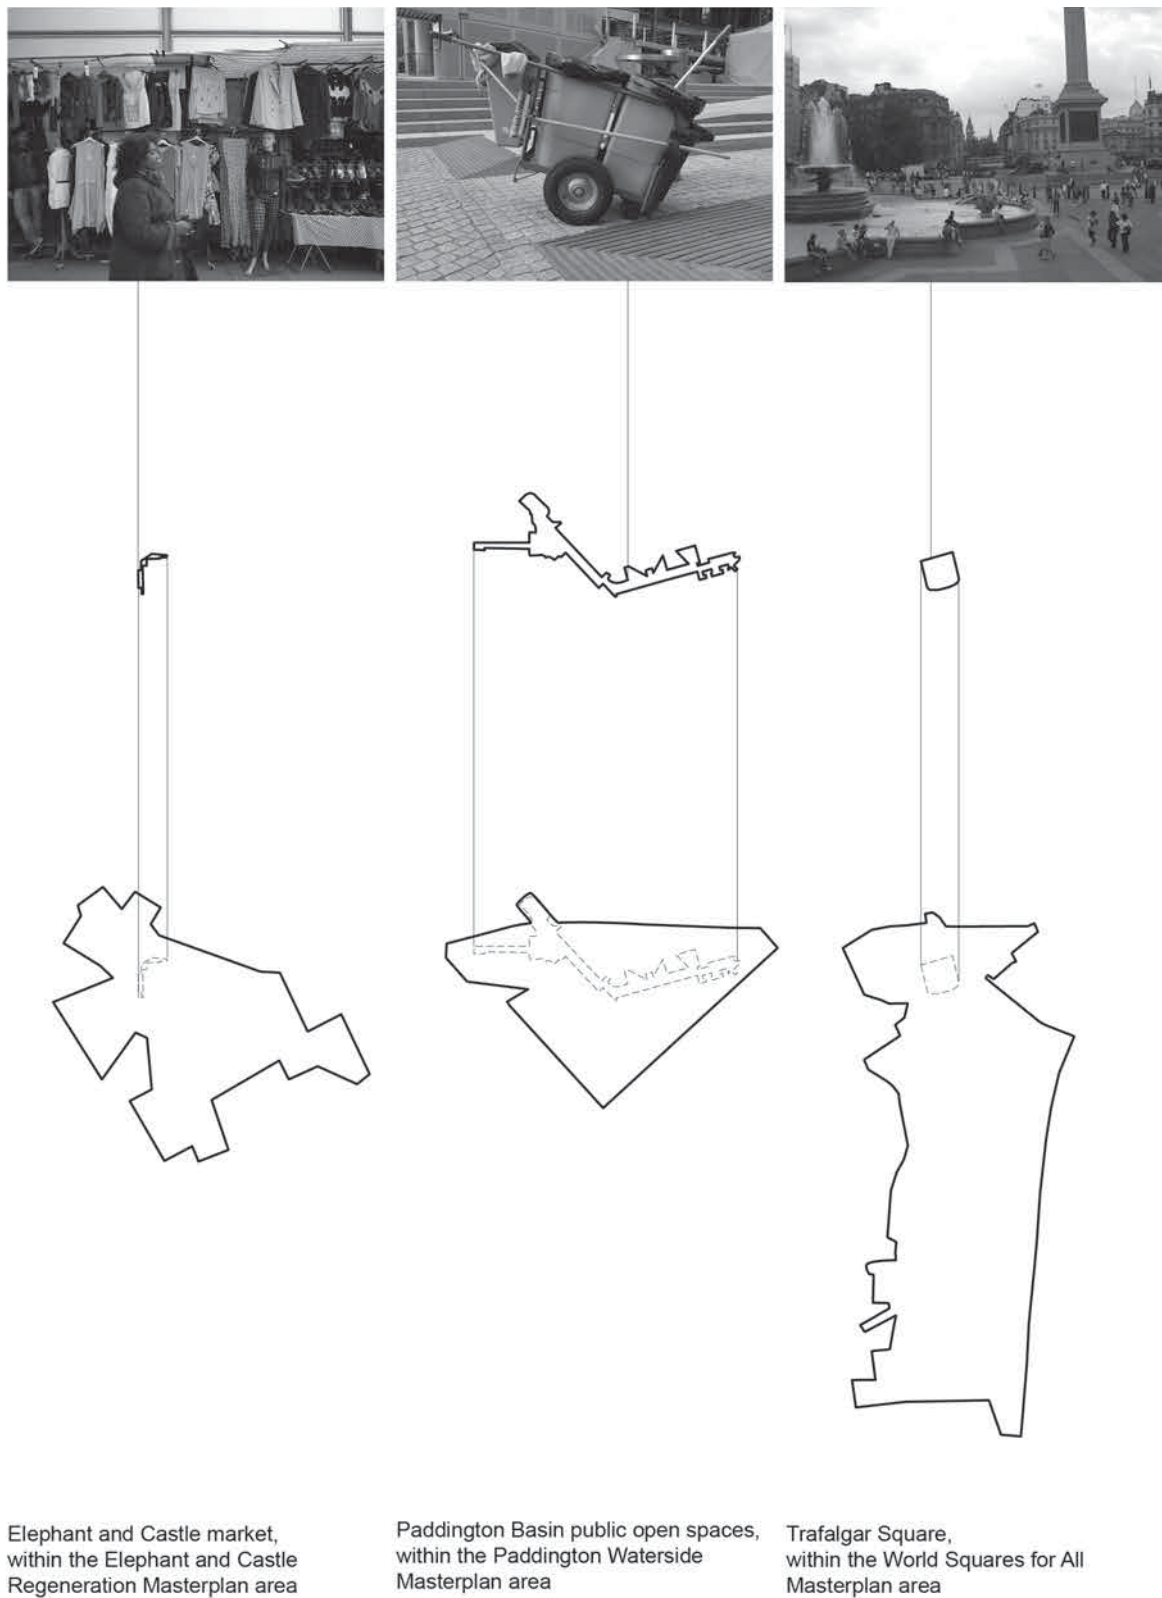 Elephant and Castle market,
within the Elephant and Castle
Regeneration Masterplan area
Paddington Basin public open spaces,
within the Paddington Waterside
Masterplan area
Trafalgar Square,
within the World Squares for All
Masterplan area